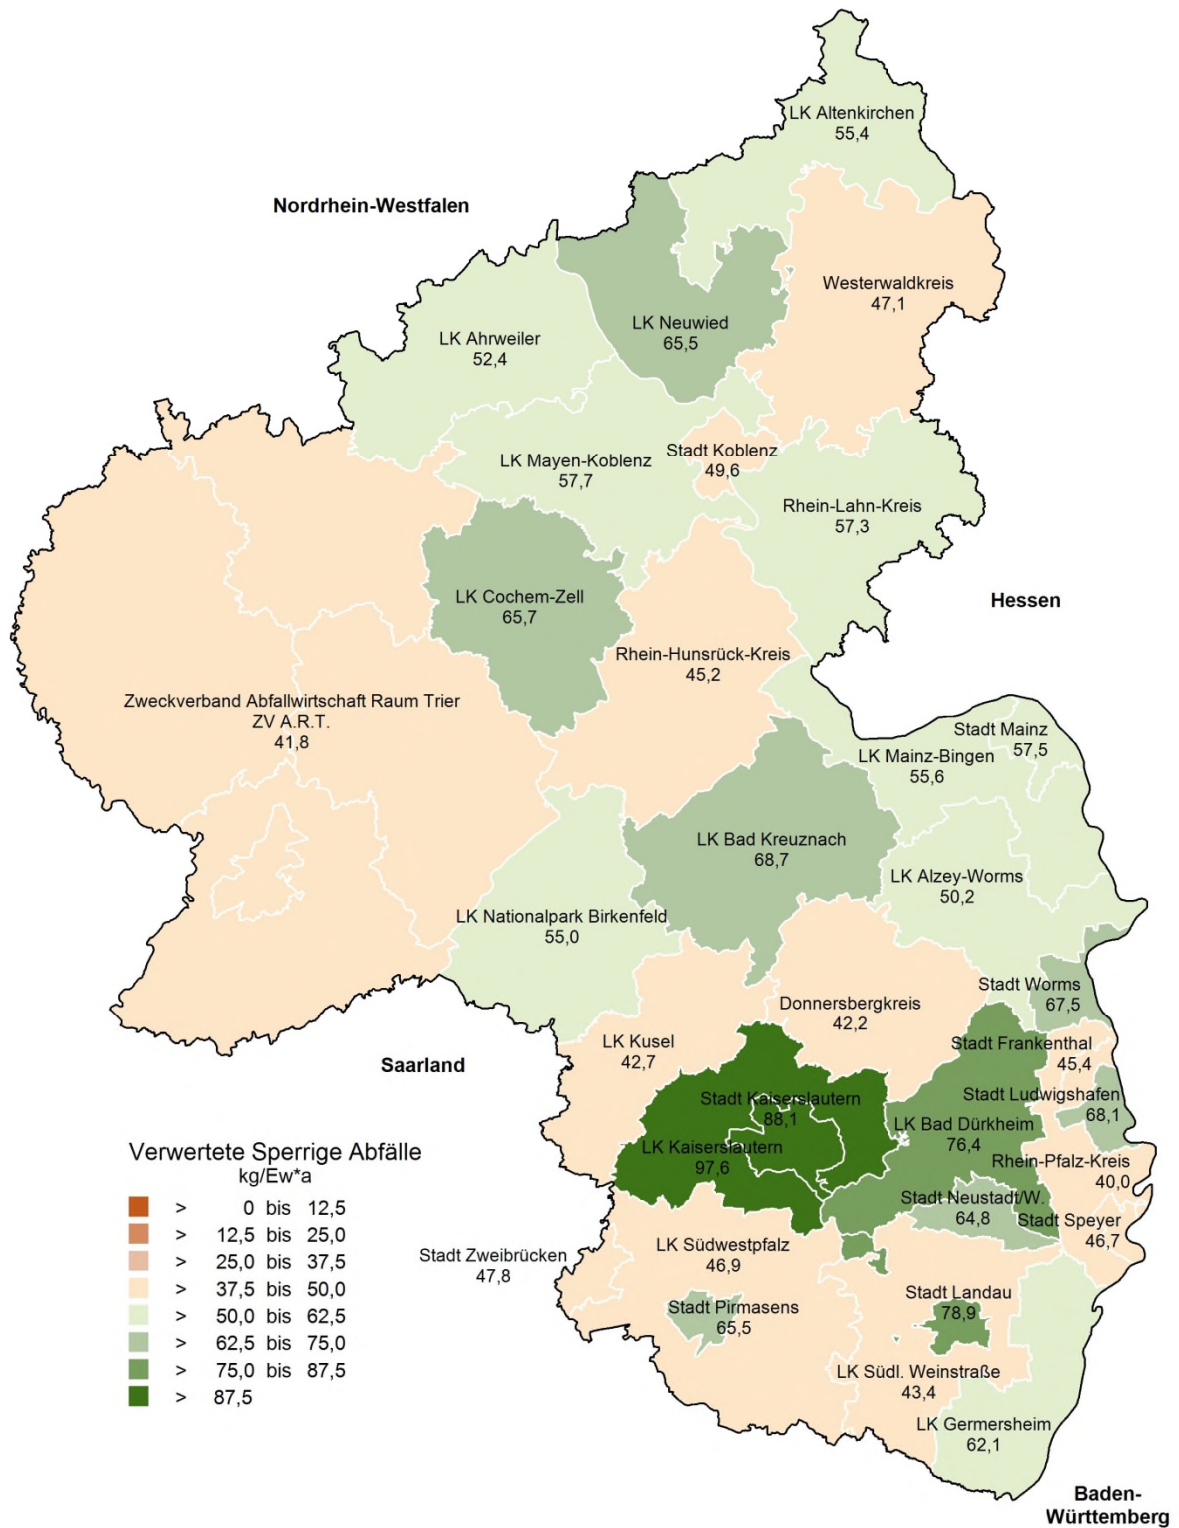 LK Altenkirchen
55,4
Nordrhein-Westfalen
Westerwaldkreis
47,1
LK Neuwied
65,5
LK Ahrweiler
52,4
Stadt Koblenz
49,6
LK Mayen-Koblenz
57,7
Rhein-Lahn-Kreis
57,3
Hessen
LK Cochem-Zell
65,7
Rhein-Hunsrück-Kreis
45,2
Zweckverband Abfallwirtschaft Raum Trier
ZV A.R.T.
41,8
Stadt Mainz
57,5
LK Mainz-Bingen
55,6
LK Bad Kreuznach
68,7
LK Alzey-Worms
50,2
LK Nationalpark Birkenfeld
55,0
Stadt Worms
67,5
Donnersbergkreis
42,2
LK Kusel
42,7
Stadt Frankenthal
45,4
Saarland
Stadt Ludwigshafen
68,1
Stadt Kaiserslautern
88,1
LK Bad Dürkheim
76,4
LK Kaiserslautern
97,6
Rhein-Pfalz-Kreis
40,0
Stadt Neustadt/W.
64,8
Stadt Speyer
46,7
LK Südwestpfalz
46,9
Stadt Zweibrücken
47,8
Stadt Landau
78,9
Stadt Pirmasens
65,5
LK Südl. Weinstraße
43,4
LK Germersheim
62,1
Baden-
Württemberg
Verwertete Sperrige Abfälle
kg/Ew*a
> 0 bis 12,5
> 12,5 bis 25,0
> 25,0 bis 37,5
> 37,5 bis 50,0
> 50,0 bis 62,5
> 62,5 bis 75,0
> 75,0 bis 87,5
> 87,5